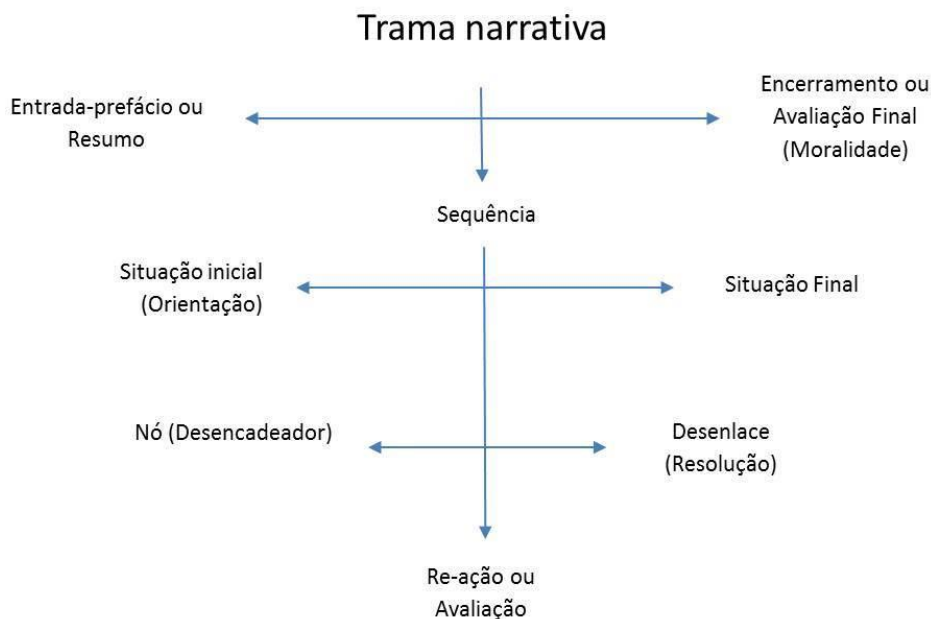 Trama narrativa
Entrada-prefácio ou
Resumo
Encerramento ou
Avaliação Final
(Moralidade)
Sequência
Situação inicial
(Orientação)
Situação Final
Nó (Desencadeador)
Desenlace
(Resolução)
Re-ação ou
Avaliação